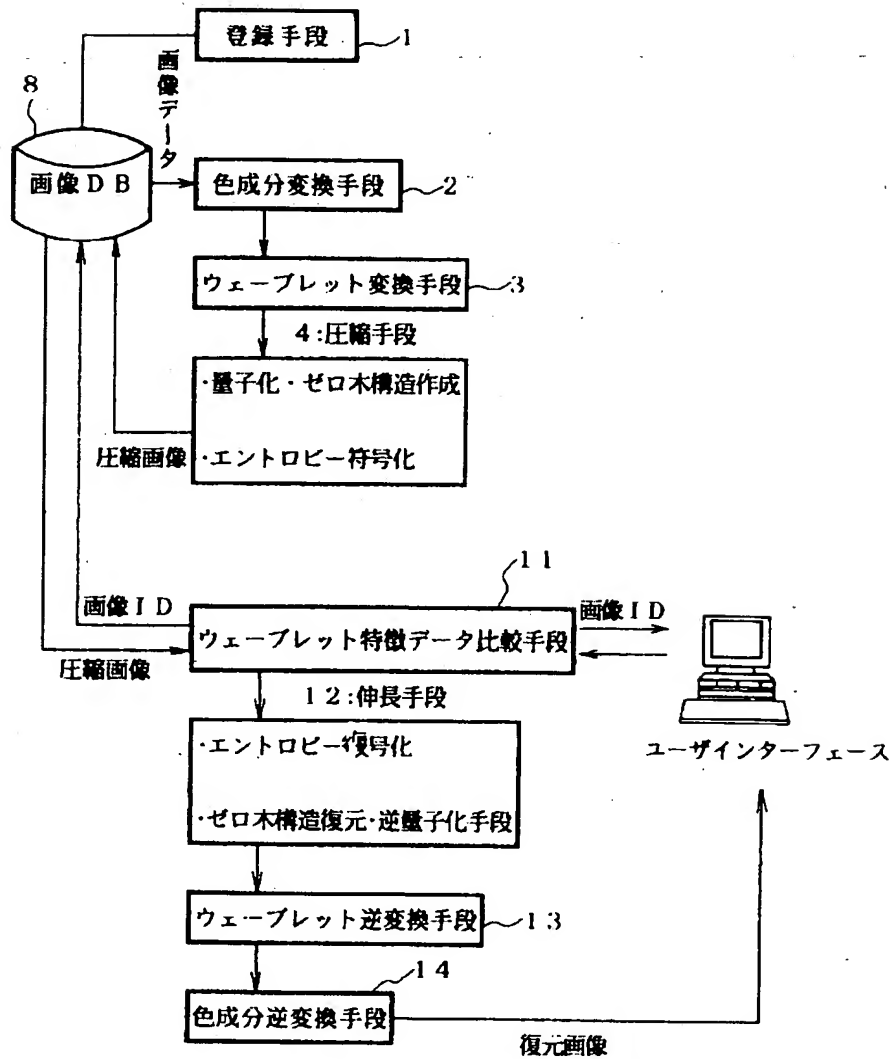 登録手段
1
画像データ
8
画像DB
色成分変換手段
2
ウェーブレット変換手段
3
4:圧縮手段
・量子化・ゼロ木構造作成
・エントロピー符号化
圧縮画像
11
画像ID
画像ID
ウェーブレット特徴データ比較手段
圧縮画像
12:伸長手段
・エントロピー復号化
・ゼロ木構造復元・逆量子化手段
ユーザインターフェース
ウェーブレット逆変換手段
13
14
色成分逆変換手段
復元画像